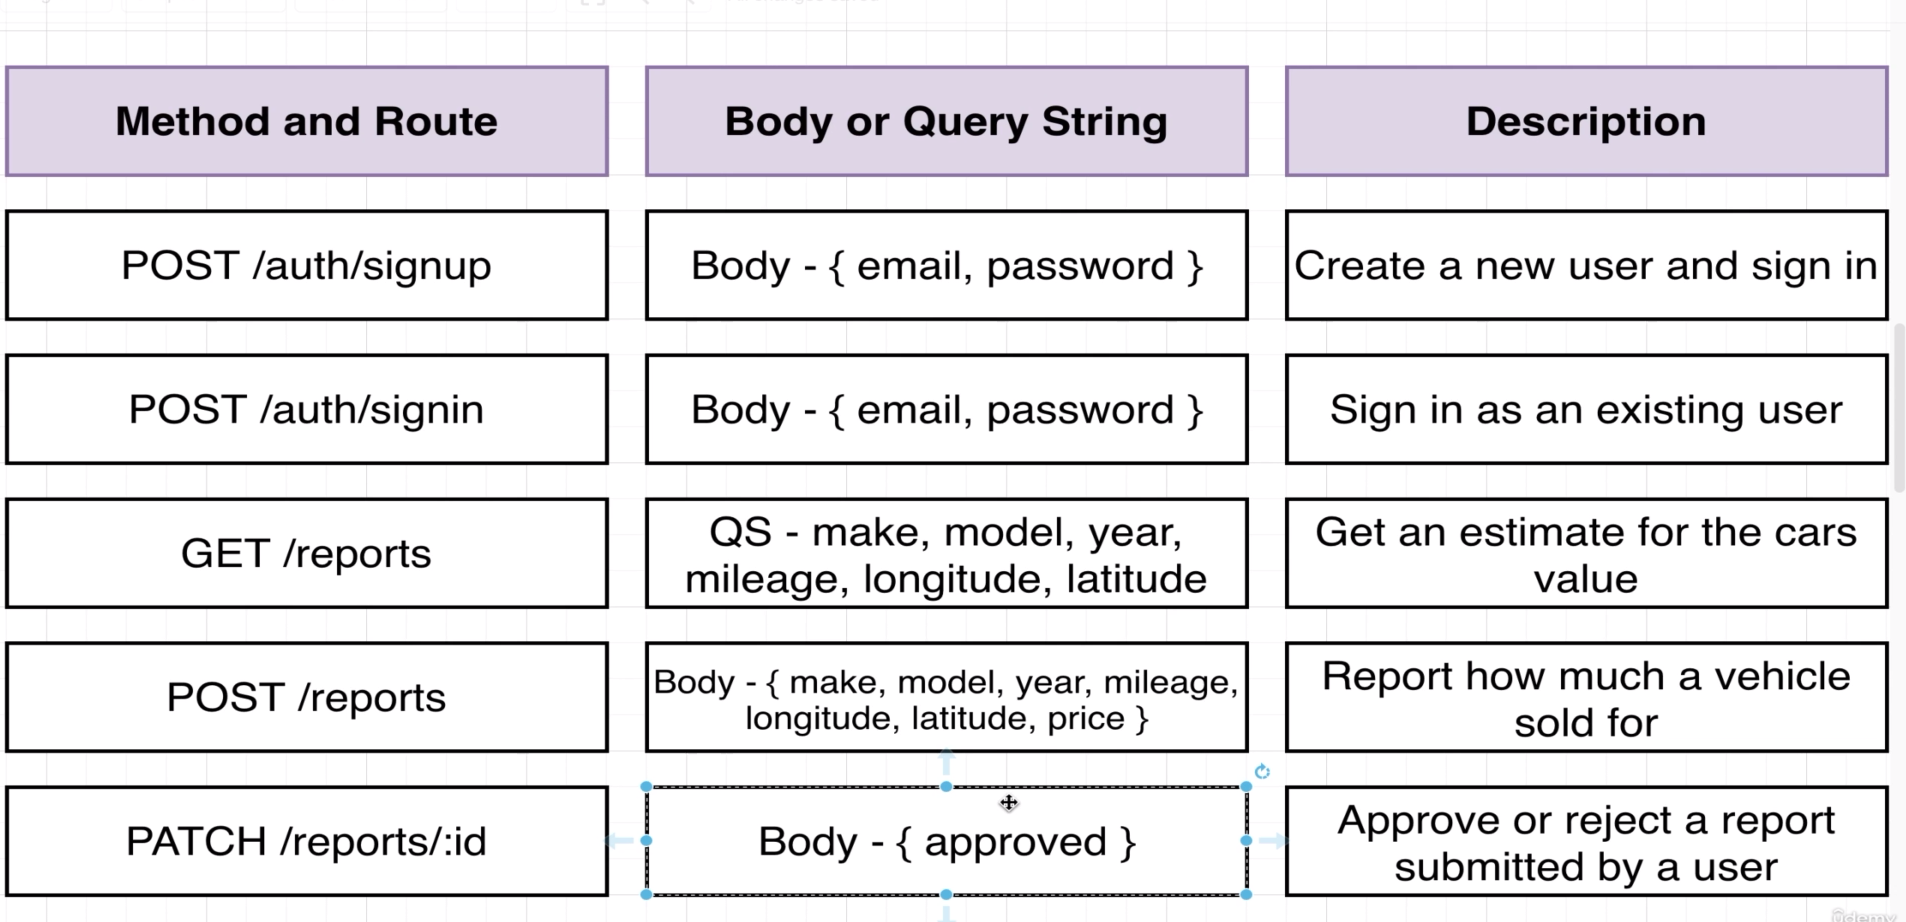 Method and Route
Body or Query String
Description
POST /auth/signup
Body - { email, password }
Create a new user and sign in
POST /auth/signin
Body - { email, password }
Sign in as an existing user
GET /reports
QS - make, model, year,
mileage, longitude, latitude
Get an estimate for the cars
value
POST /reports
Body - { make, model, year, mileage,
longitude, latitude, price }
Report how much a vehicle
sold for
PATCH /reports/:id
Body - { approved }
Approve or reject a report
submitted by a user
Udemy